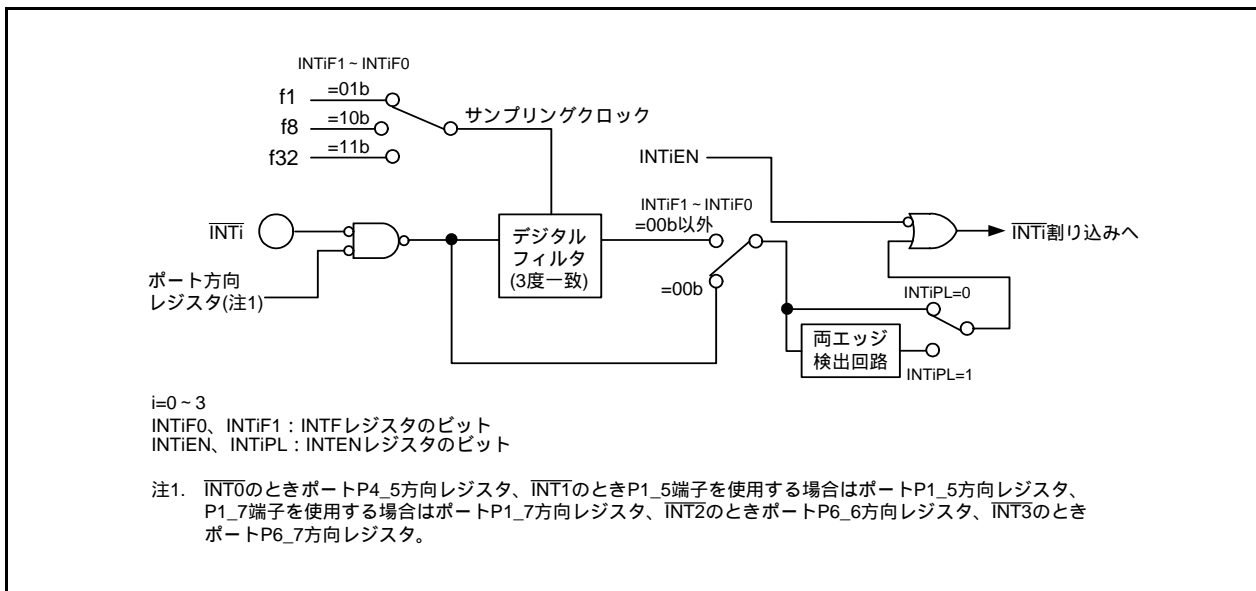 INTiF1~INTiF0
f1 =01b
f8 =10b
f32 =11b
サンプリングクロック
INTi
ポート方向
レジスタ(注1)
デジタル
フィルタ
(3度一致)
INTiEN
INTiF1~INTiF0
=00b以外
=00b
INTiPL=0
両エッジ
検出回路
INTiPL=1
INTi割り込みへ
i=0~3
INTiF0、INTiF1：INTFレジスタのビット
INTiEN、INTiPL：INTENレジスタのビット
注1. INT0のときポートP4_5方向レジスタ、INT1のときP1_5端子を使用する場合はポートP1_5方向レジスタ、
P1_7端子を使用する場合はポートP1_7方向レジスタ、INT2のときポートP6_6方向レジスタ、INT3のとき
ポートP6_7方向レジスタ。